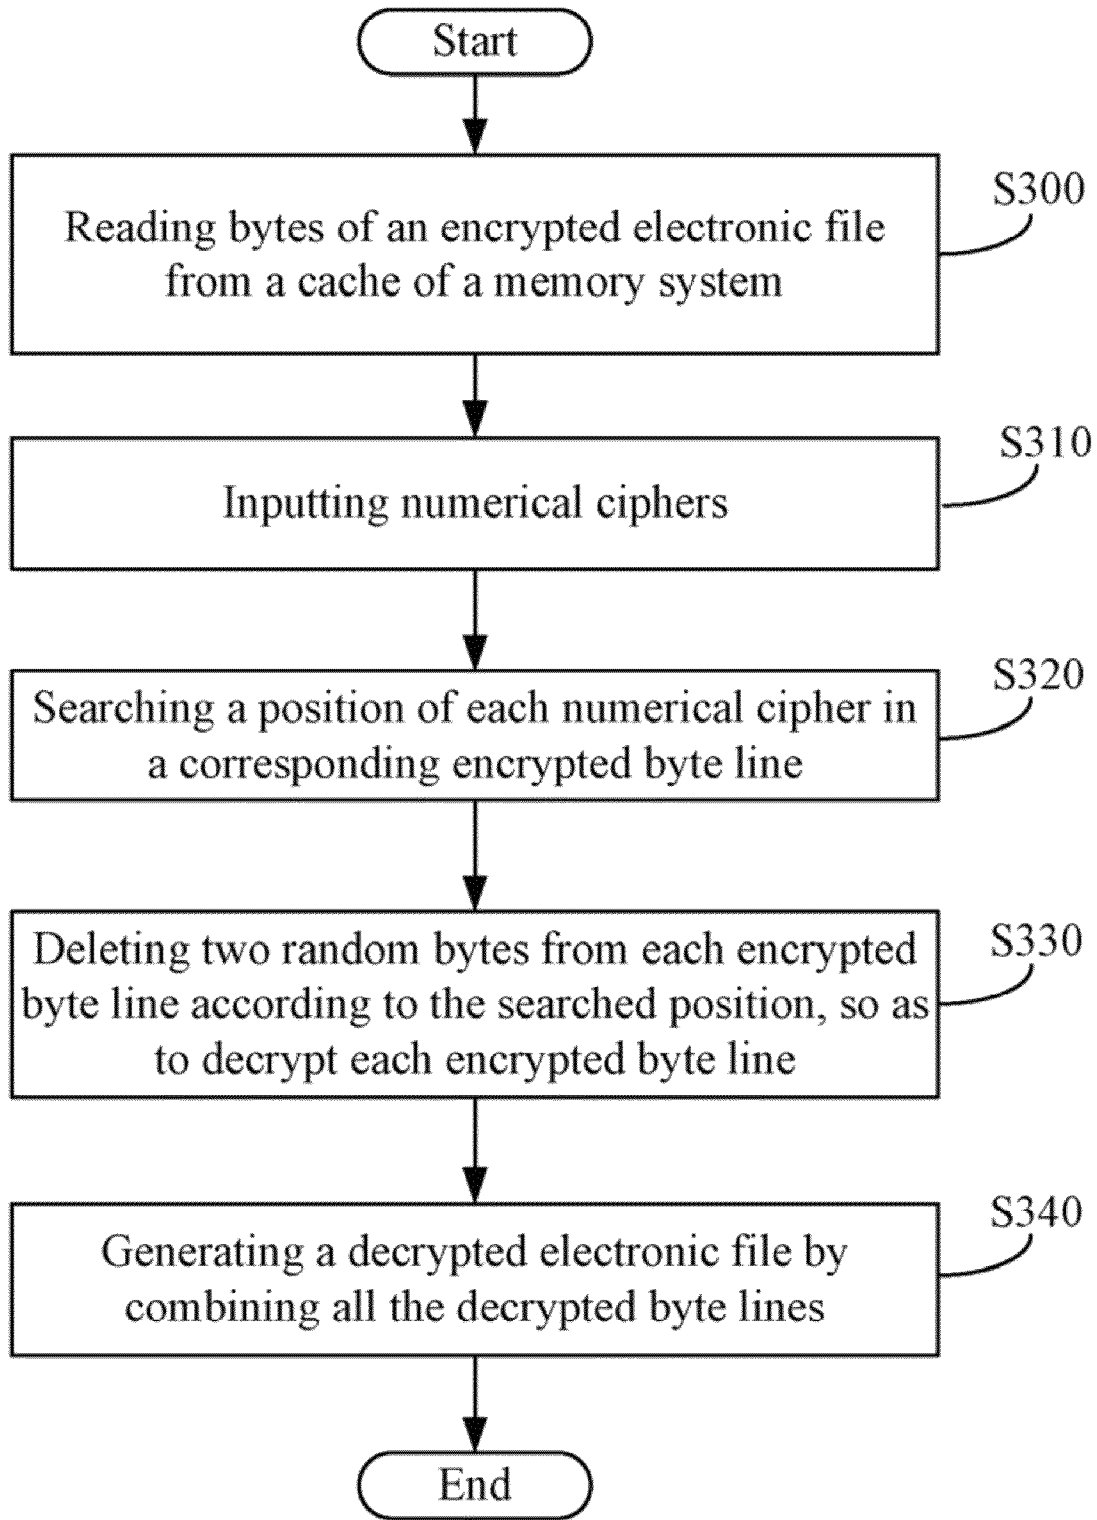 Start
S300
Reading bytes of an encrypted electronic file
from a cache of a memory system
S310
Inputting numerical ciphers
S320
Searching a position of each numerical cipher in
a corresponding encrypted byte line
S330
Deleting two random bytes from each encrypted
byte line according to the searched position, so as
to decrypt each encrypted byte line
S340
Generating a decrypted electronic file by
combining all the decrypted byte lines
End